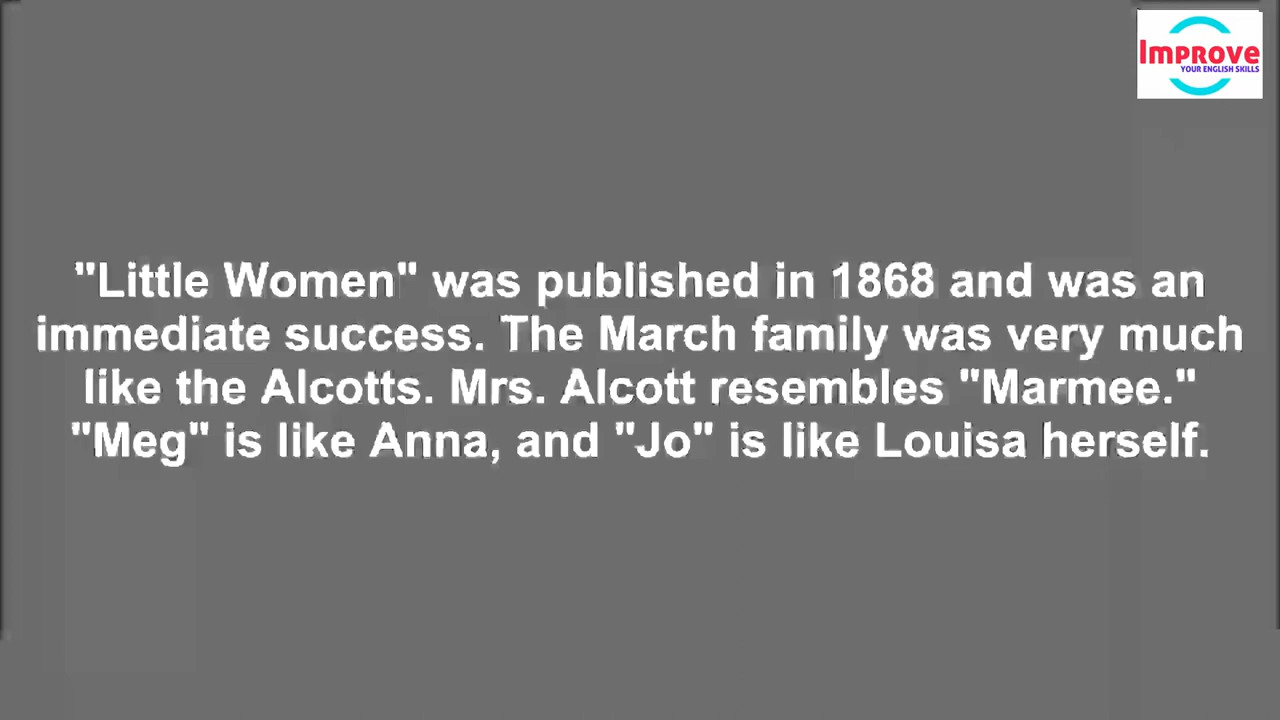 Improve
YOUR ENGLISH SKILLS
"Little Women" was published in 1868 and was an
immediate success. The March family was very much
like the Alcotts. Mrs. Alcott resembles "Marmee."
"Meg" is like Anna, and "Jo" is like Louisa herself.